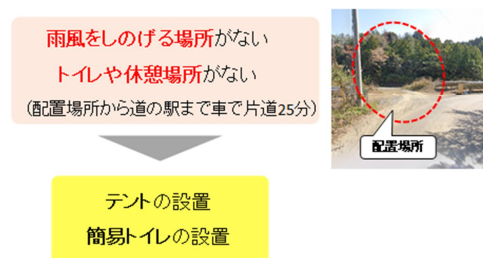 雨風をしのげる場所がない
トイレや休憩場所がない
（配置場所から道の駅まで車で片道25分）
配置場所
テントの設置
簡易トイレの設置